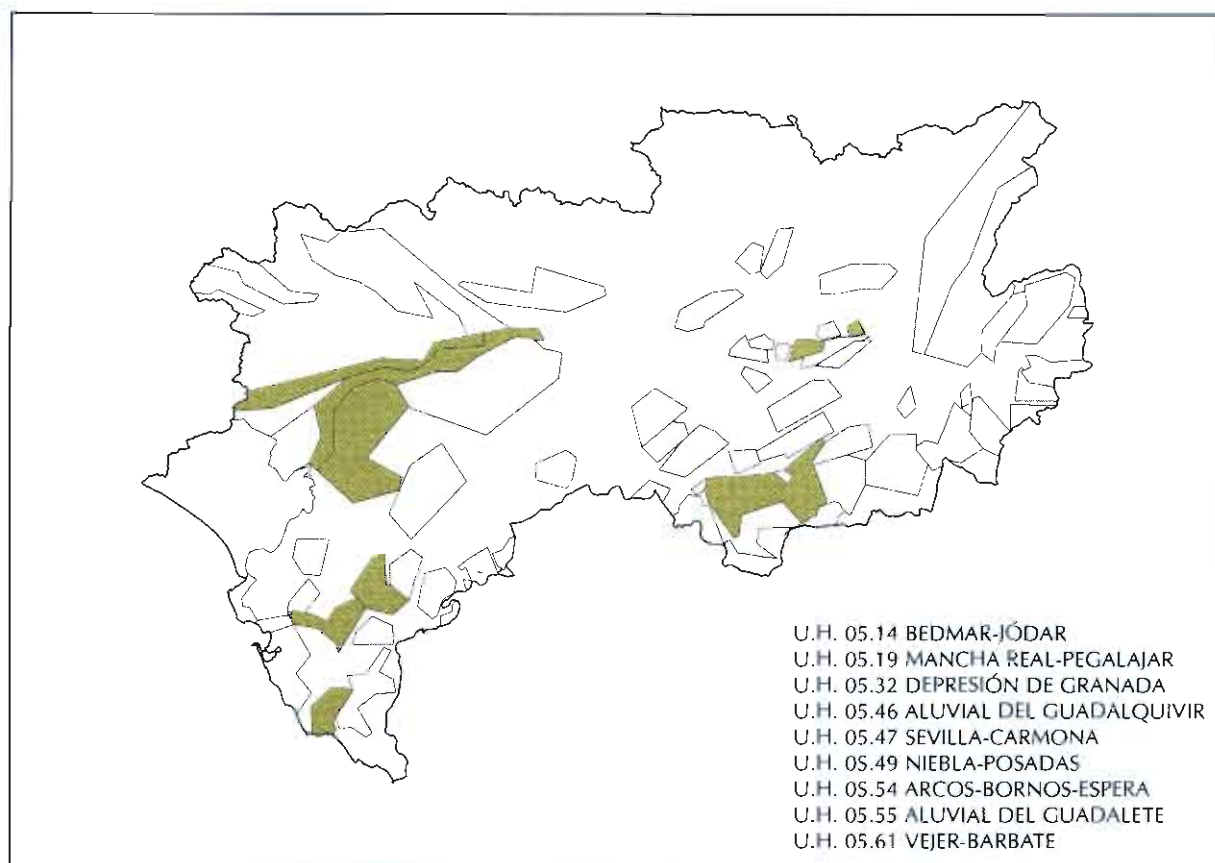 U.H. 05.14 BEDMAR-JÓDAR
U.H. 05.19 MANCHA REAL-PEGALAJAR
U.H. 05.32 DEPRESIÓN DE GRANADA
U.H. 05.46 ALUVIAL DEL GUADALQUIVIR
U.H. 05.47 SEVILLA-CARMONA
U.H. 05.49 NIEBLA-POSADAS
U.H. 05.54 ARCOS-BORNOS-ESPERA
U.H. 05.55 ALUVIAL DEL GUADALETE
U.H. 05.61 VEJER-BARBATE